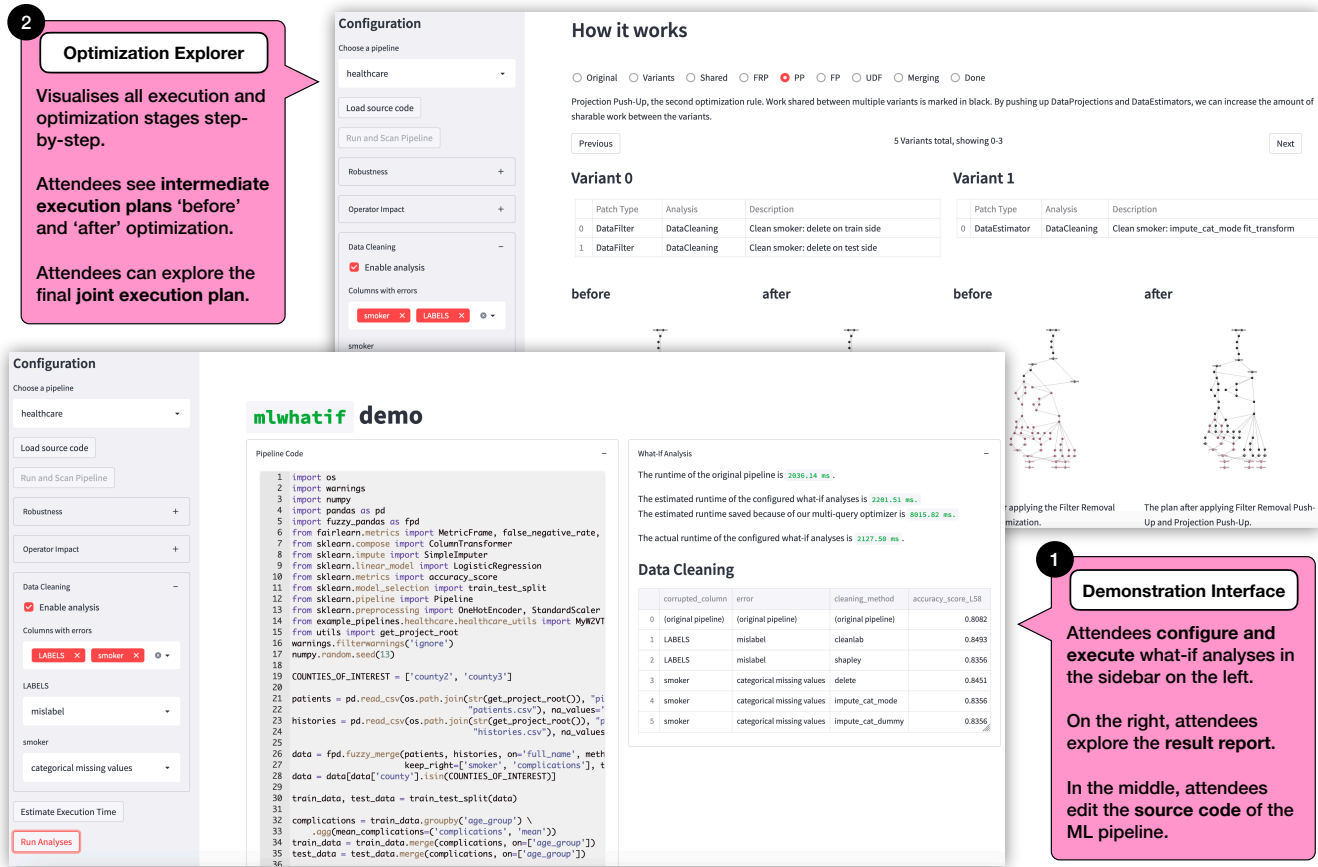 2
Optimization Explorer
Visualises all execution and
optimization stages step-
by-step.
Attendees see intermediate
execution plans ‘before’
and ‘after’ optimization.
Attendees can explore the
final joint execution plan.
Configuration
Choose a pipeline
healthcare
Load source code
Run and Scan Pipeline
Robustness +
Operator Impact +
Data Cleaning −
Enable analysis
Columns with errors
smoker × LABELS ×
smoker
How it works
Original Variants Shared FRP PP FP UDF Merging Done
Projection Push-Up, the second optimization rule. Work shared between multiple variants is marked in black. By pushing up DataProjections and DataEstimators, we can increase the amount of
sharable work between the variants.
Previous 5 Variants total, showing 0-3 Next
Variant 0
Patch Type Analysis Description
0 DataFilter DataCleaning Clean smoker: delete on train side
1 DataFilter DataCleaning Clean smoker: delete on test side
before after
Variant 1
Patch Type Analysis Description
0 DataEstimator DataCleaning Clean smoker: impute_cat_mode fit_transform
before after
applying the Filter Removal
mization.
The plan after applying Filter Removal Push-
Up and Projection Push-Up.
Configuration
Choose a pipeline
healthcare
Load source code
Run and Scan Pipeline
Robustness +
Operator Impact +
Data Cleaning −
Enable analysis
Columns with errors
LABELS × smoker ×
LABELS
mislabel
smoker
categorical missing values
Estimate Execution Time
Run Analyses
mlwhatif demo
Pipeline Code −
1 import os
2 import warnings
3 import numpy
4 import pandas as pd
5 import fuzzy_pandas as fpd
6 from fairlearn.metrics import MetricFrame, false_negative_rate,
7 from sklearn.compose import ColumnTransformer
8 from sklearn.impute import SimpleImputer
9 from sklearn.linear_model import LogisticRegression
10 from sklearn.metrics import accuracy_score
11 from sklearn.model_selection import train_test_split
12 from sklearn.pipeline import Pipeline
13 from sklearn.preprocessing import OneHotEncoder, StandardScaler
14 from example_pipelines.healthcare.healthcare_utils import MyW2VT
15 from utils import get_project_root
16 warnings.filterwarnings('ignore')
17 numpy.random.seed(13)
18
19 COUNTIES_OF_INTEREST = ['county2', 'county3']
20
21 patients = pd.read_csv(os.path.join(str(get_project_root()), "pi
22 "patients.csv"), na_values='
23 histories = pd.read_csv(os.path.join(str(get_project_root()), "p
24 "histories.csv"), na_values
25
26 data = fpd.fuzzy_merge(patients, histories, on='full_name', meth
27 keep_right=['smoker', 'complications'], t
28 data = data[data['county'].isin(COUNTIES_OF_INTEREST)]
29
30 train_data, test_data = train_test_split(data)
31
32 complications = train_data.groupby('age_group') \
33 .agg(mean_complications=('complications', 'mean'))
34 train_data = train_data.merge(complications, on=['age_group'])
35 test_data = test_data.merge(complications, on=['age_group'])
36
What-If Analysis −
The runtime of the original pipeline is 2036.14 ms.
The estimated runtime of the configured what-if analyses is 2201.51 ms.
The estimated runtime saved because of our multi-query optimizer is 8015.82 ms.
The actual runtime of the configured what-if analyses is 2127.50 ms.
Data Cleaning
corrupted_column error cleaning_method accuracy_score_L58
0 (original pipeline) (original pipeline) (original pipeline) 0.8082
1 LABELS mislabel cleanlab 0.8493
2 LABELS mislabel shapley 0.8356
3 smoker categorical missing values delete 0.8451
4 smoker categorical missing values impute_cat_mode 0.8356
5 smoker categorical missing values impute_cat_dummy 0.8356
1
Demonstration Interface
Attendees configure and
execute what-if analyses in
the sidebar on the left.
On the right, attendees
explore the result report.
In the middle, attendees
edit the source code of the
ML pipeline.